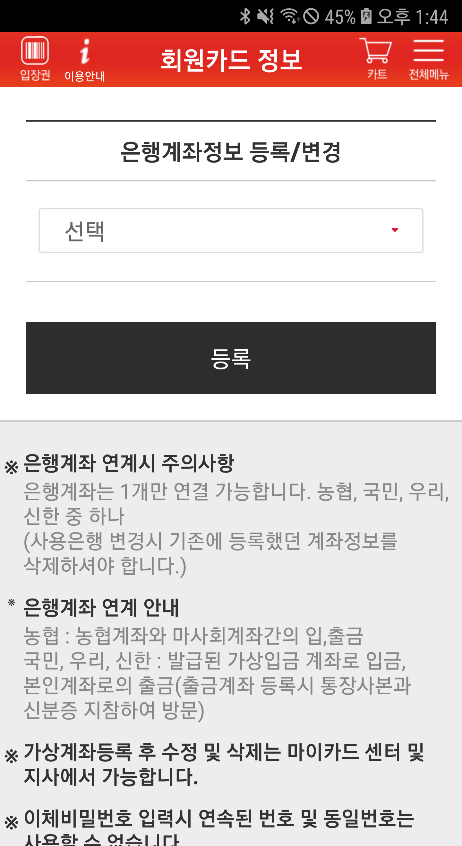 45% 오후 1:44
입장권
이용안내
회원카드 정보
카트
전체메뉴
은행계좌정보 등록/변경
선택
등록
※ 은행계좌 연계시 주의사항
은행계좌는 1개만 연결 가능합니다. 농협, 국민, 우리,
신한 중 하나
(사용은행 변경시 기존에 등록했던 계좌정보를
삭제하셔야 합니다.)
※ 은행계좌 연계 안내
농협 : 농협계좌와 마사회계좌간의 입,출금
국민, 우리, 신한 : 발급된 가상입금 계좌로 입금,
본인계좌로의 출금(출금계좌 등록시 통장사본과
신분증 지참하여 방문)
※ 가상계좌등록 후 수정 및 삭제는 마이카드 센터 및
지사에서 가능합니다.
※ 이체비밀번호 입력시 연속된 번호 및 동일번호는
사용할 수 없습니다